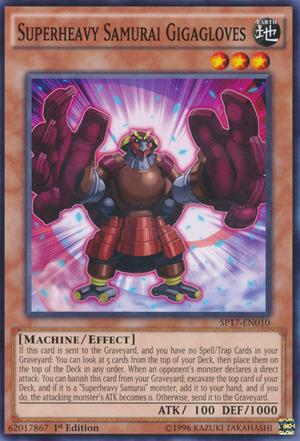 SUPERHEAVY SAMURAI GIGAGLOVES
EARTH
地
SP17-EN010
[MACHINE/EFFECT]
If this card is sent to the Graveyard, and you have no Spell/Trap Cards in your
Graveyard: You can look at 5 cards from the top of your Deck, then place them on
the top of the Deck in any order. When an opponent's monster declares a direct
attack: You can banish this card from your Graveyard; excavate the top card of your
Deck, and if it is a "Superheavy Samurai" monster, add it to your hand, and if you
do, the attacking monster's ATK becomes 0. Otherwise, send it to the Graveyard.
ATK/ 100 DEF/1000
62017867 1st Edition ©1996 KAZUKI TAKAHASHI